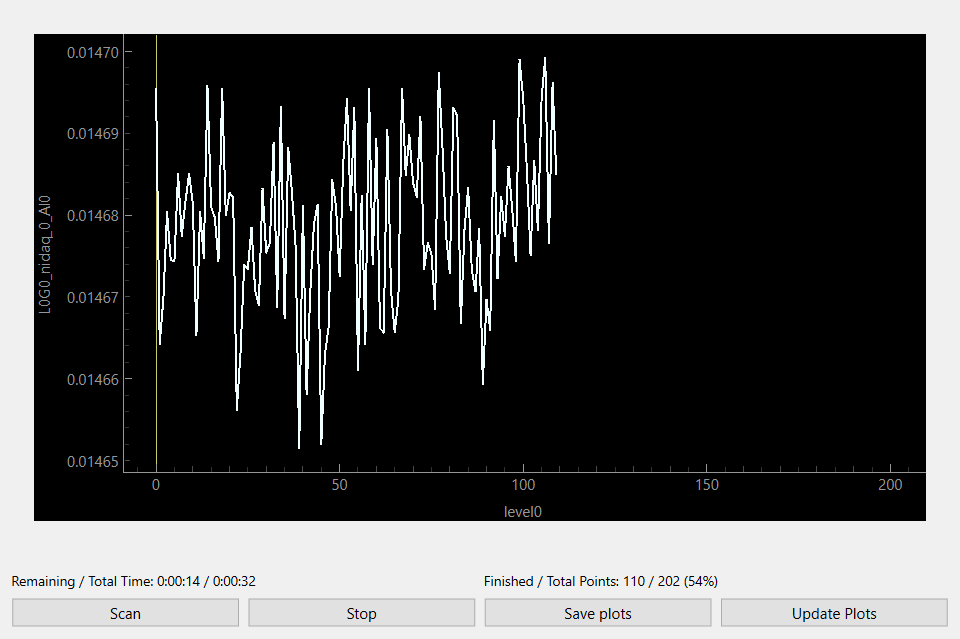 0.01470
0.01469
0.01468
0.01467
0.01466
0.01465
L0G0_nidaq_0_AI0
0 50 100 150 200
level0
Remaining / Total Time: 0:00:14 / 0:00:32 Finished / Total Points: 110 / 202 (54%)
Scan Stop Save plots Update Plots